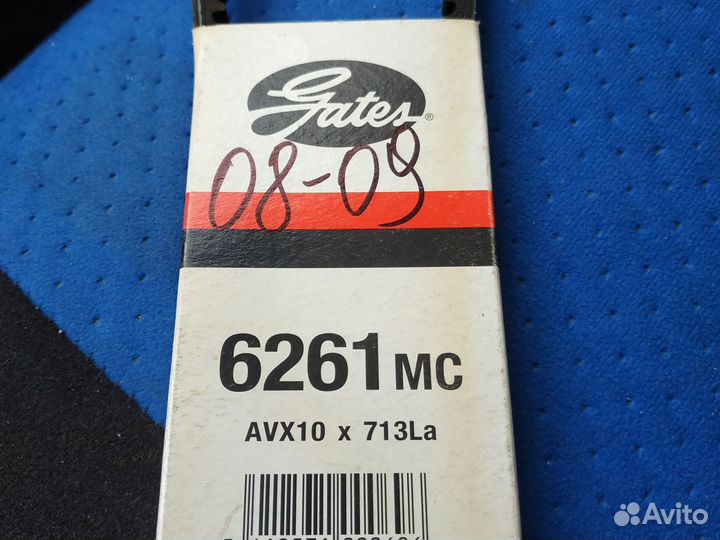 Gates®
08-09
6261 MC
AVX10 x 713La
Avito